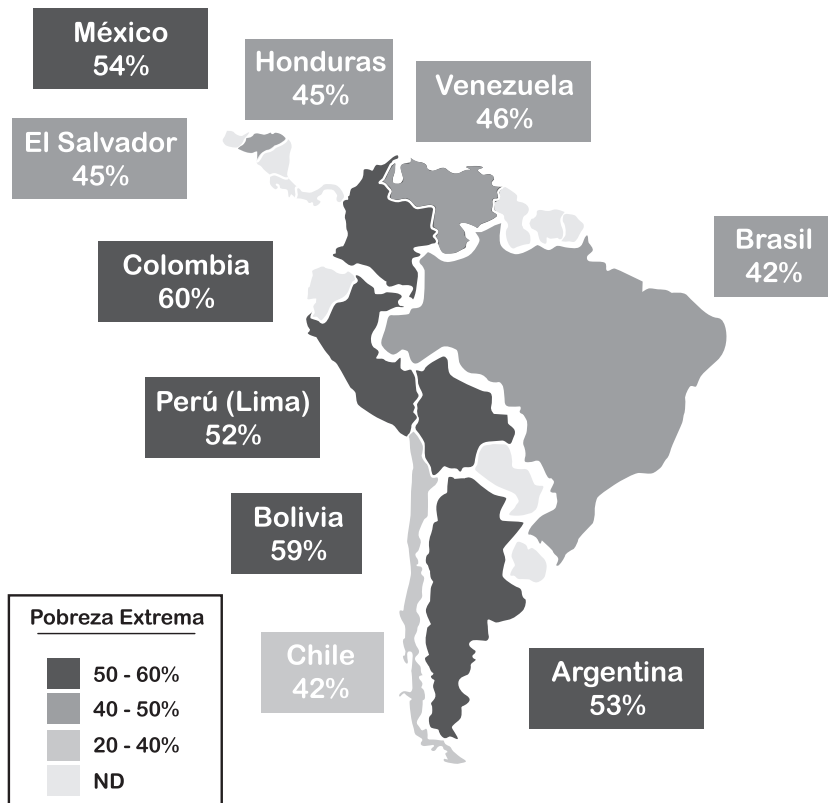 México
54%
Honduras
45%
Venezuela
46%
El Salvador
45%
Brasil
42%
Colombia
60%
Perú (Lima)
52%
Bolivia
59%
Chile
42%
Argentina
53%
Pobreza Extrema
50 - 60%
40 - 50%
20 - 40%
ND